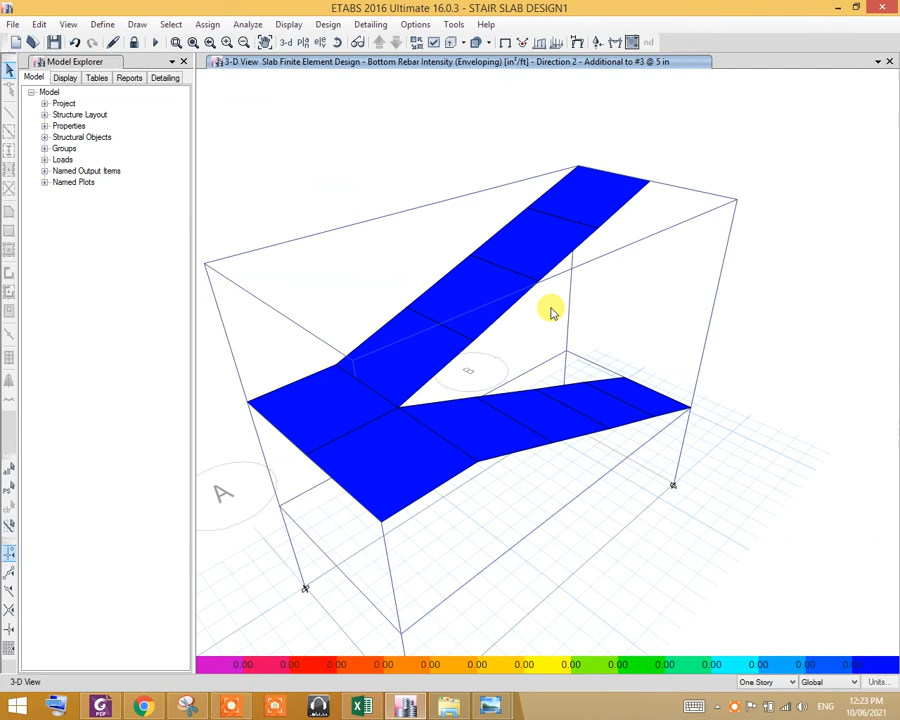 ETABS 2016 Ultimate 16.0.3 - STAIR SLAB DESIGN1
File Edit View Define Draw Select Assign Analyze Display Design Detailing Options Tools Help
3-d nd
Model Explorer
3-D View Slab Finite Element Design - Bottom Rebar Intensity (Enveloping) [in²/ft] - Direction 2 - Additional to #3 @ 5 in
Model Display Tables Reports Detailing
Model
Project
Structure Layout
Properties
Structural Objects
Groups
Loads
Named Output Items
Named Plots
B
A
0.00 0.00 0.00 0.00 0.00 0.00 0.00 0.00 0.00 0.00 0.00 0.00 0.00 0.00
3-D View
One Story Global Units...
ENG 12:23 PM
10/06/2021